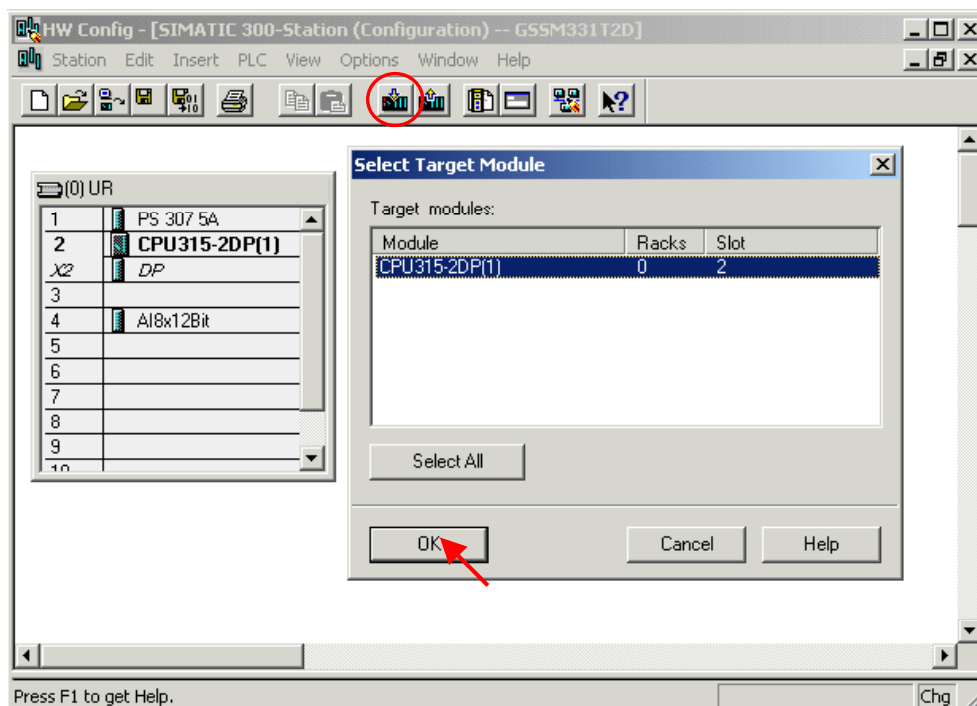 HW Config - [SIMATIC 300-Station (Configuration) -- GSSM331T2D]
Station Edit Insert PLC View Options Window Help
(0) UR
1 PS 307 5A
2 CPU315-2DP(1)
X2 DP
3
4 AI8x12Bit
5
6
7
8
9
10
Select Target Module
Target modules:
Module Racks Slot
CPU315-2DP(1) 0 2
Select All
OK Cancel Help
Press F1 to get Help.
Chg